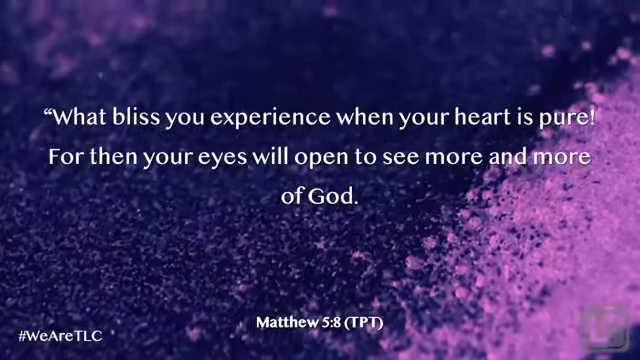 “What bliss you experience when your heart is pure!
For then your eyes will open to see more and more
of God.
Matthew 5:8 (TPT)
#WeAreTLC